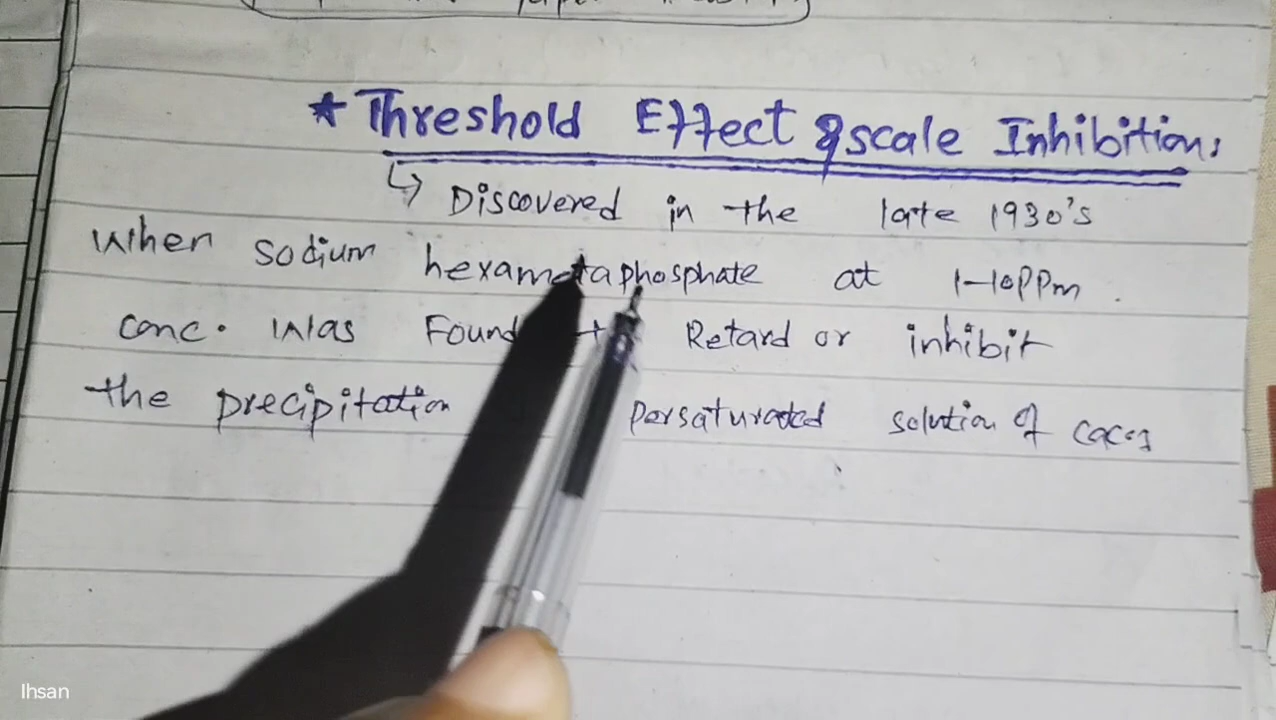 * Threshold Effect & scale Inhibition,
↳ Discovered in the late 1930's
When sodium hexametaphosphate at 1-10ppm
conc. was Found to Retard or inhibit
the precipitation persaturated solution of CaCO3
Ihsan